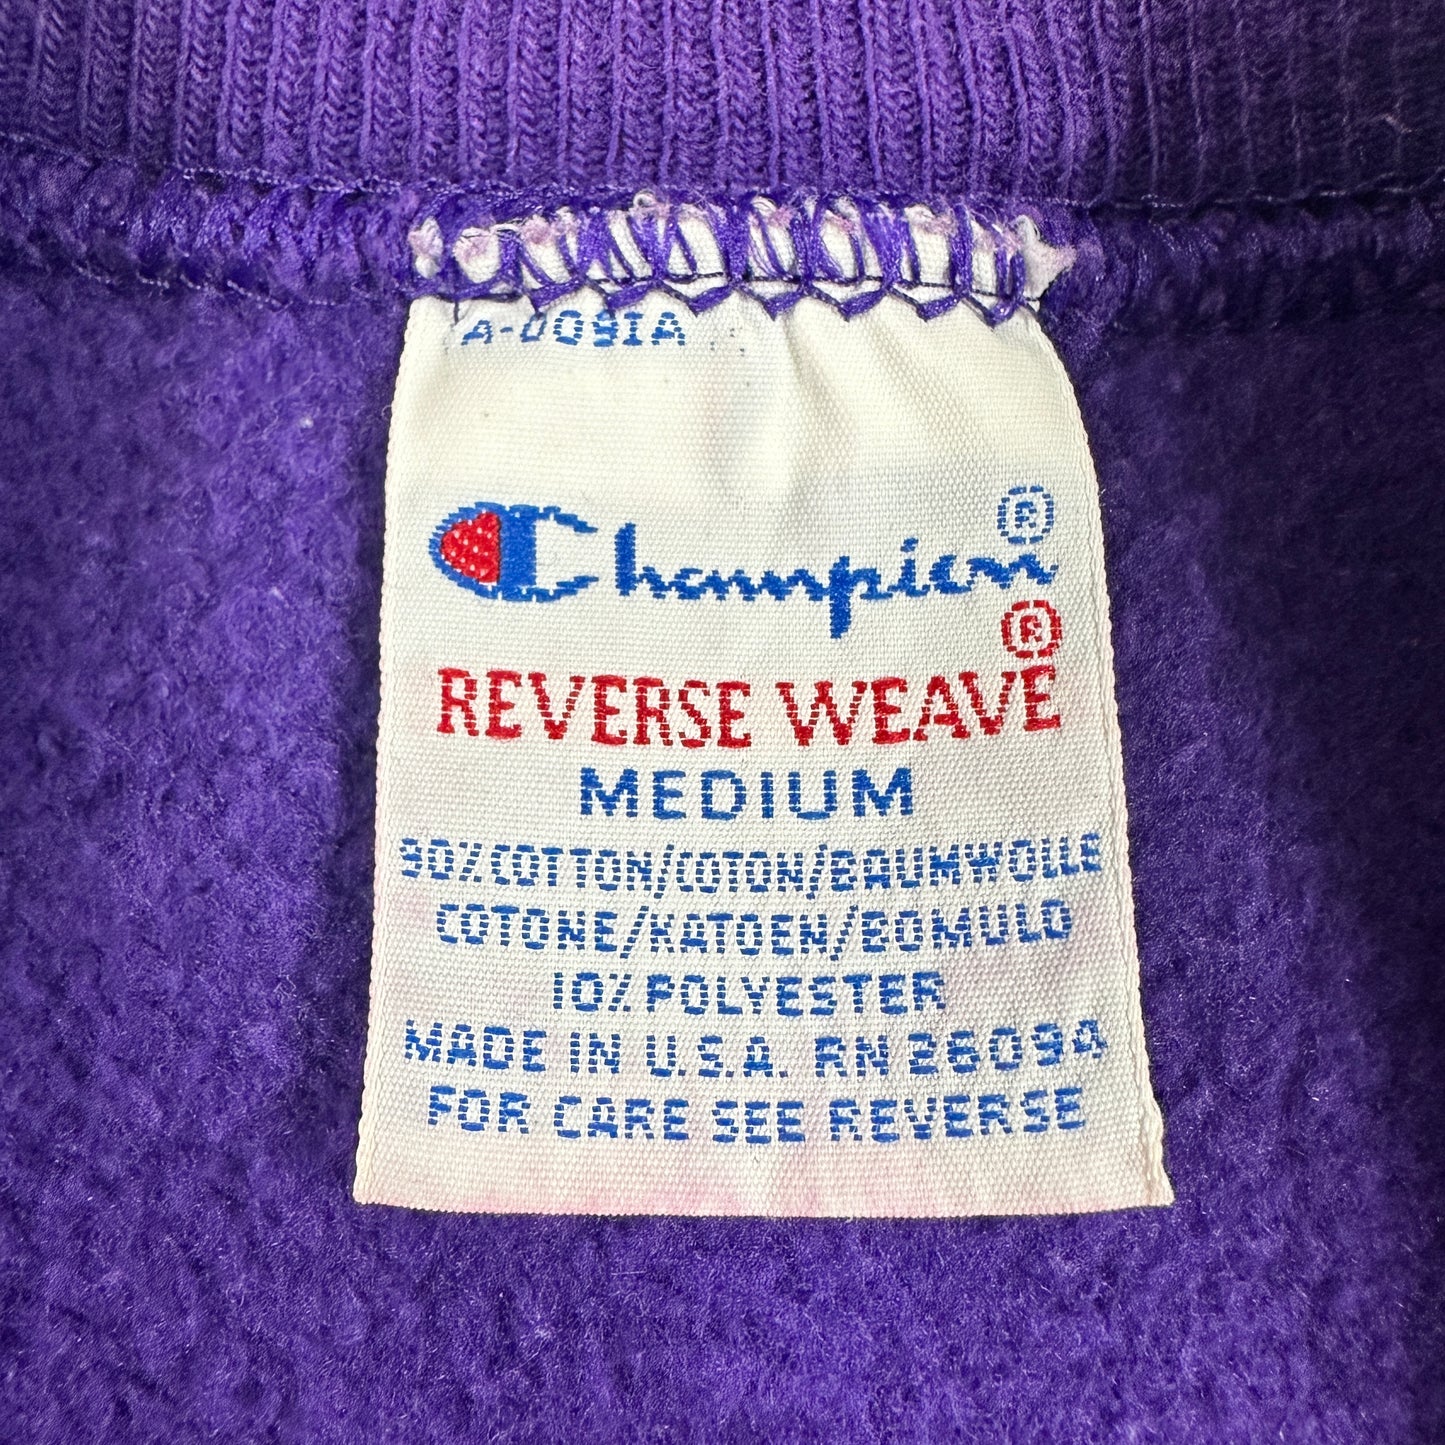 A-009IA
Champion®
®
REVERSE WEAVE
MEDIUM
90% COTTON/COTON/BAUMWOLLE
COTONE/KATOEN/BOMULD
10% POLYESTER
MADE IN U.S.A. RN 26094
FOR CARE SEE REVERSE